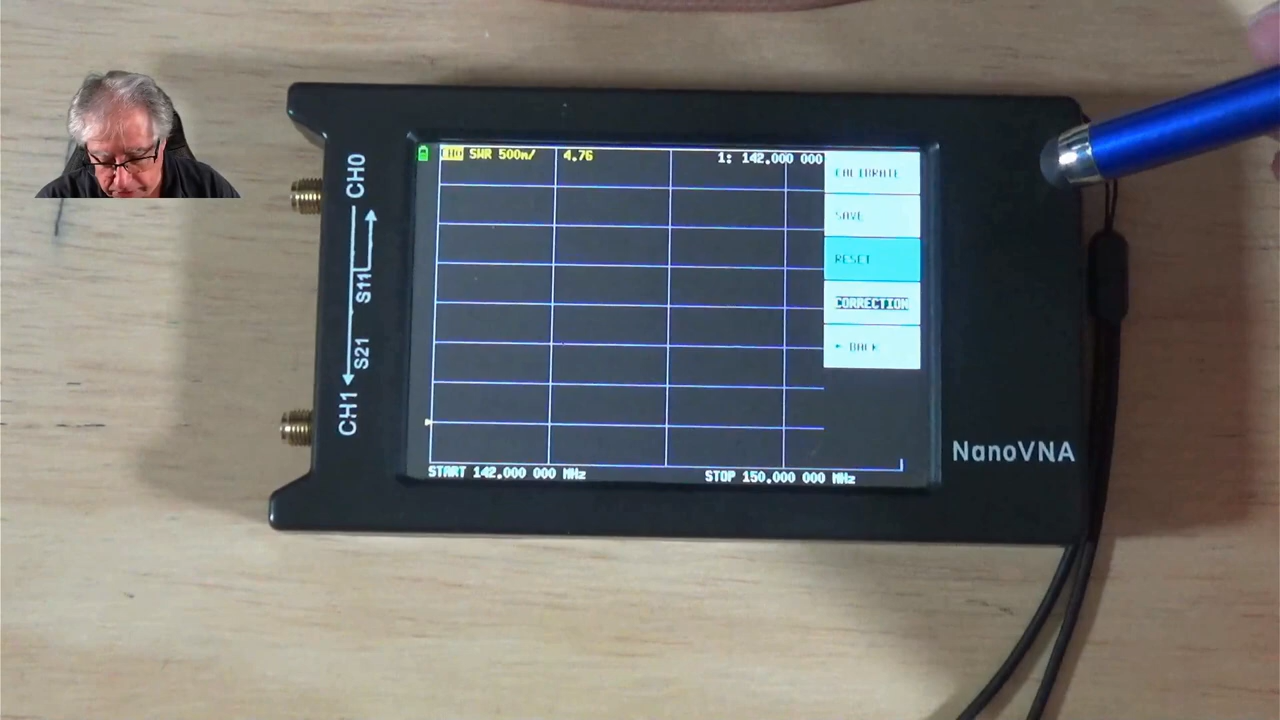 CH0
S11
S21
CH1
SWR 500m/ 4.76
1: 142.000 000
CALIBRATE
SAVE
RESET
CORRECTION
← BACK
START 142.000 000 MHz
STOP 150.000 000 MHz
NanoVNA